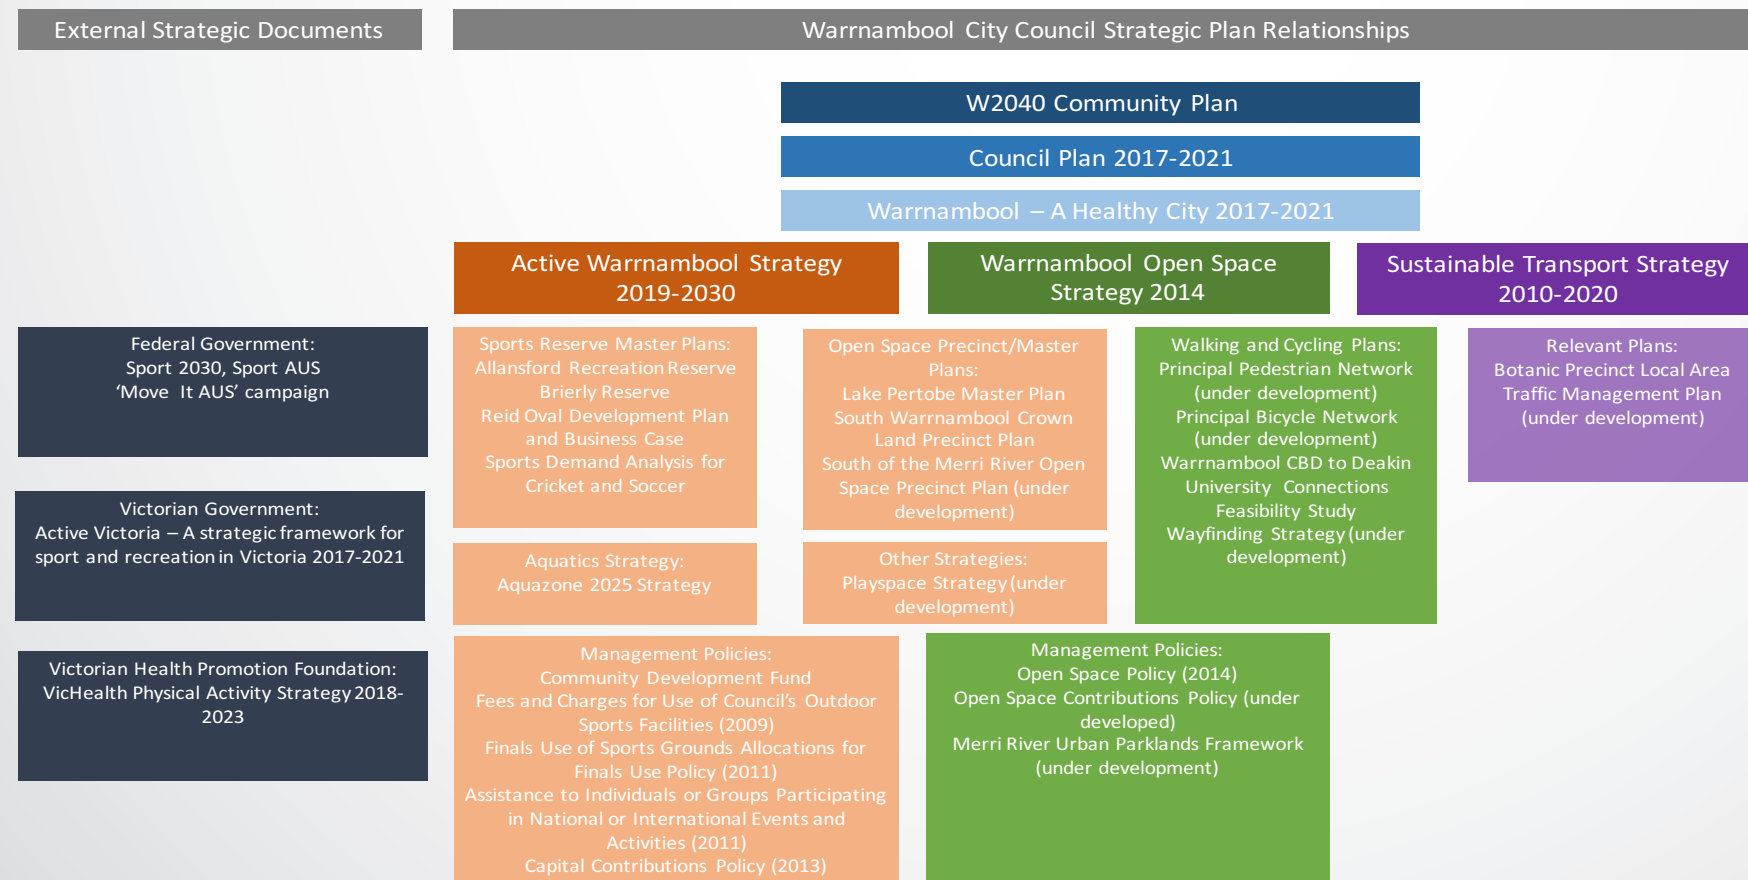 External Strategic Documents
Warrnambool City Council Strategic Plan Relationships
W2040 Community Plan
Council Plan 2017-2021
Warrnambool – A Healthy City 2017-2021
Active Warrnambool Strategy
2019-2030
Warrnambool Open Space
Strategy 2014
Sustainable Transport Strategy
2010-2020
Federal Government:
Sport 2030, Sport AUS
‘Move It AUS’ campaign
Victorian Government:
Active Victoria – A strategic framework for
sport and recreation in Victoria 2017-2021
Victorian Health Promotion Foundation:
VicHealth Physical Activity Strategy 2018-
2023
Sports Reserve Master Plans:
Allansford Recreation Reserve
Brierly Reserve
Reid Oval Development Plan
and Business Case
Sports Demand Analysis for
Cricket and Soccer
Aquatics Strategy:
Aquazone 2025 Strategy
Open Space Precinct/Master
Plans:
Lake Pertobe Master Plan
South Warrnambool Crown
Land Precinct Plan
South of the Merri River Open
Space Precinct Plan (under
development)
Other Strategies:
Playspace Strategy (under
development)
Walking and Cycling Plans:
Principal Pedestrian Network
(under development)
Principal Bicycle Network
(under development)
Warrnambool CBD to Deakin
University Connections
Feasibility Study
Wayfinding Strategy (under
development)
Relevant Plans:
Botanic Precinct Local Area
Traffic Management Plan
(under development)
Management Policies:
Community Development Fund
Fees and Charges for Use of Council’s Outdoor
Sports Facilities (2009)
Finals Use of Sports Grounds Allocations for
Finals Use Policy (2011)
Assistance to Individuals or Groups Participating
in National or International Events and
Activities (2011)
Capital Contributions Policy (2013)
Management Policies:
Open Space Policy (2014)
Open Space Contributions Policy (under
developed)
Merri River Urban Parklands Framework
(under development)